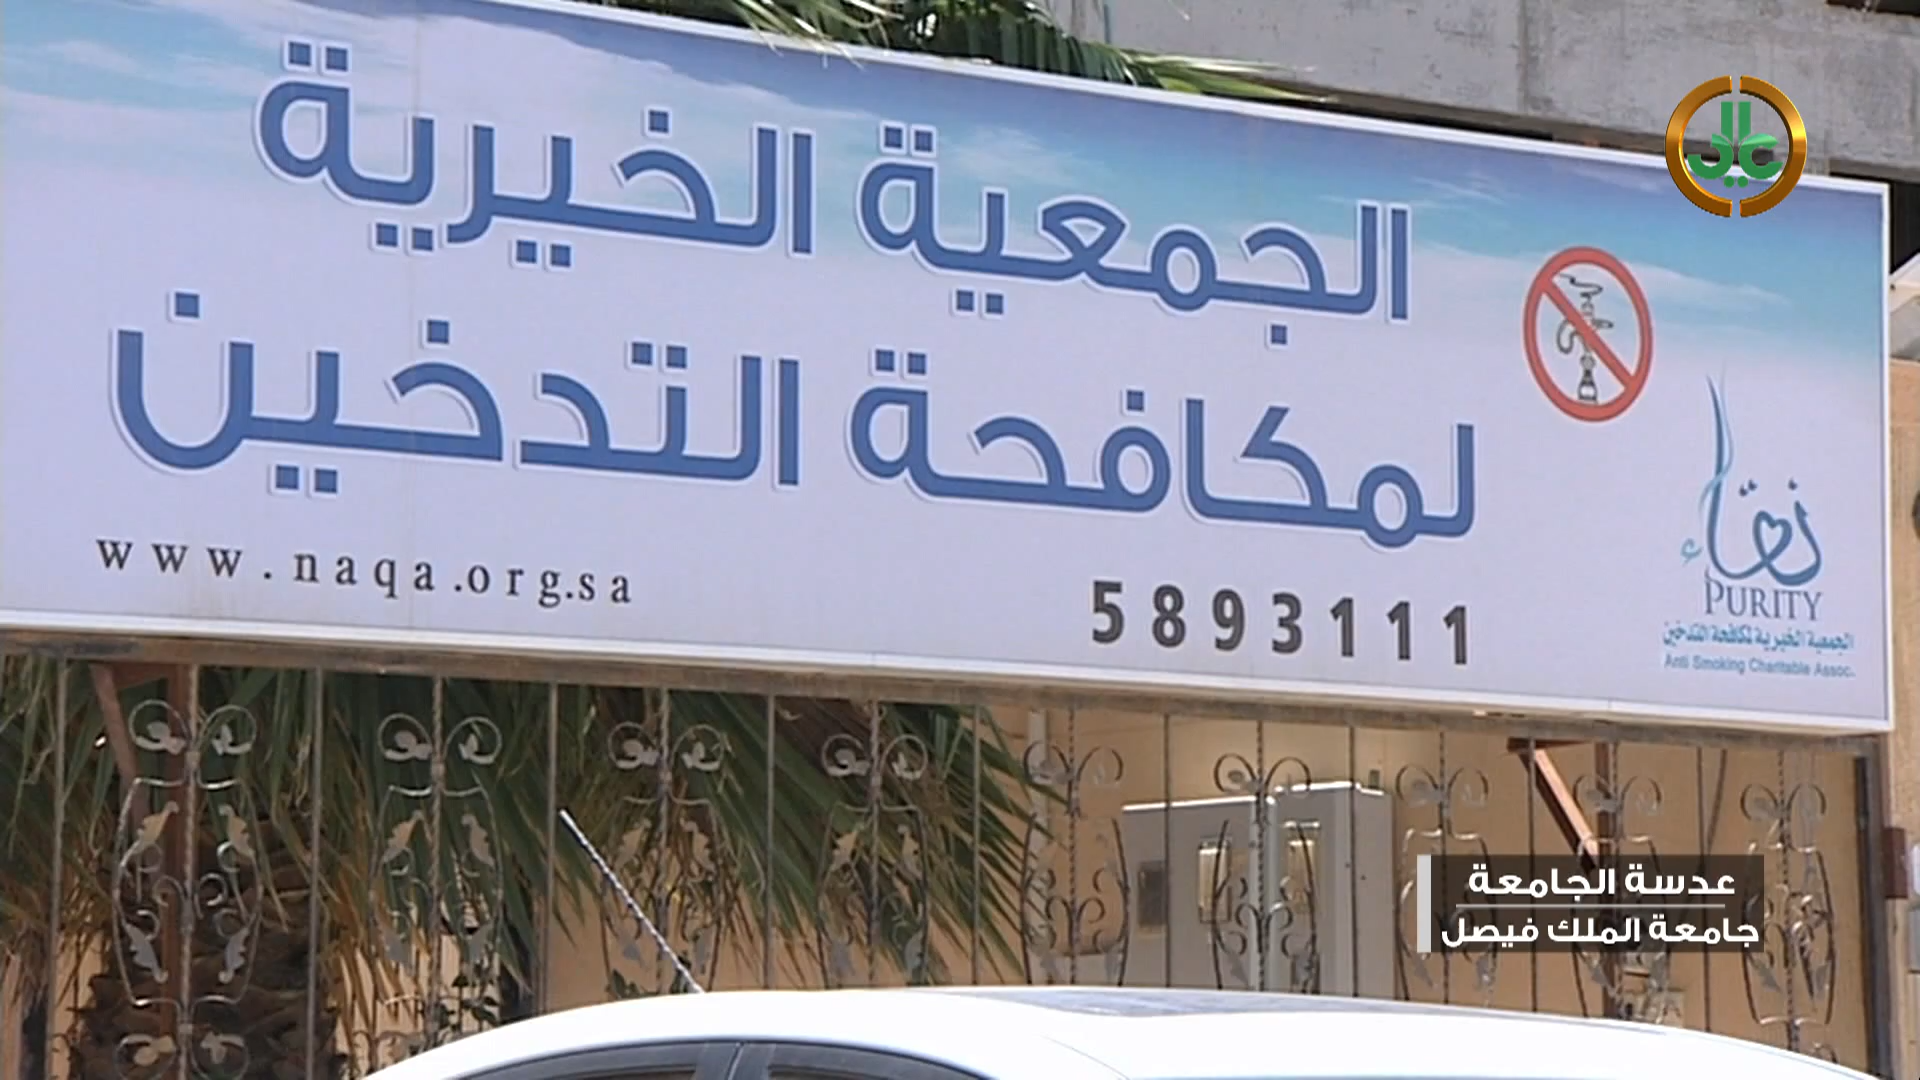 الجمعية الخيرية
لمكافحة التدخين
www.naqa.org.sa
5893111
نقاء
PURITY
الجمعية الخيرية لمكافحة التدخين
Anti Smoking Charitable Assoc.
عالي
عدسة الجامعة
جامعة الملك فيصل